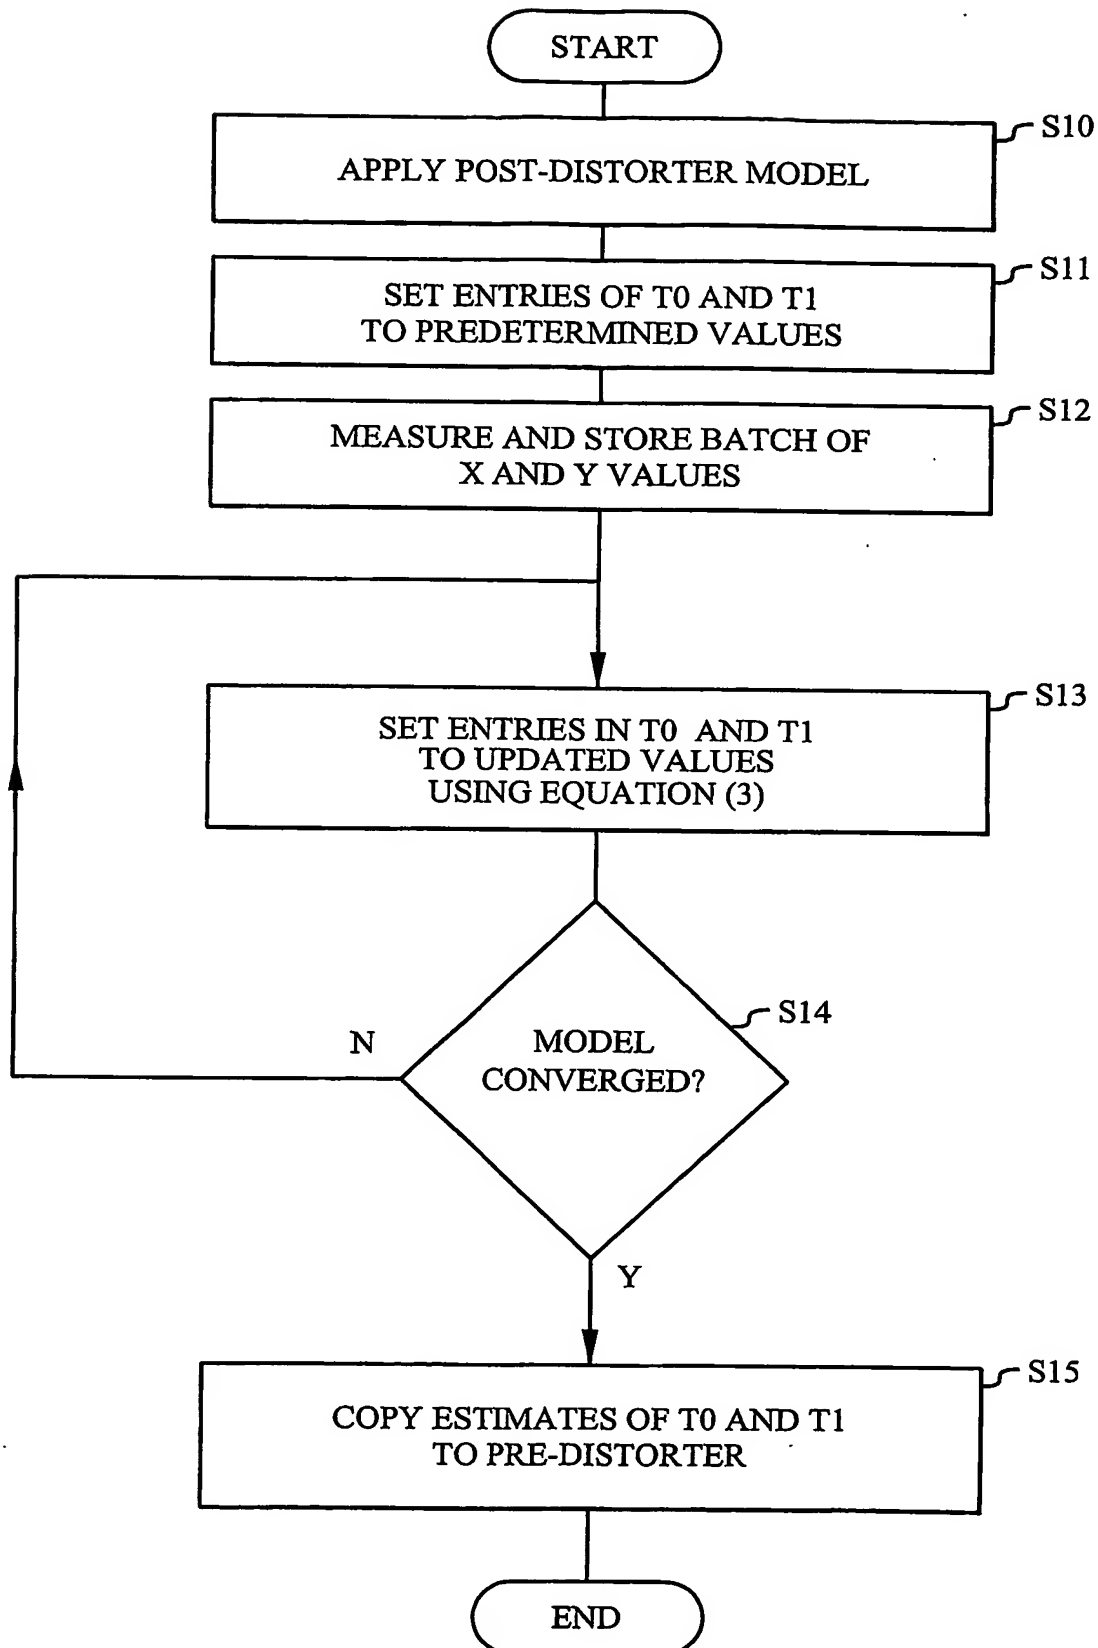 START
S10
APPLY POST-DISTORTER MODEL
S11
SET ENTRIES OF T0 AND T1
TO PREDETERMINED VALUES
S12
MEASURE AND STORE BATCH OF
X AND Y VALUES
S13
SET ENTRIES IN T0 AND T1
TO UPDATED VALUES
USING EQUATION (3)
S14
N
MODEL
CONVERGED?
Y
S15
COPY ESTIMATES OF T0 AND T1
TO PRE-DISTORTER
END